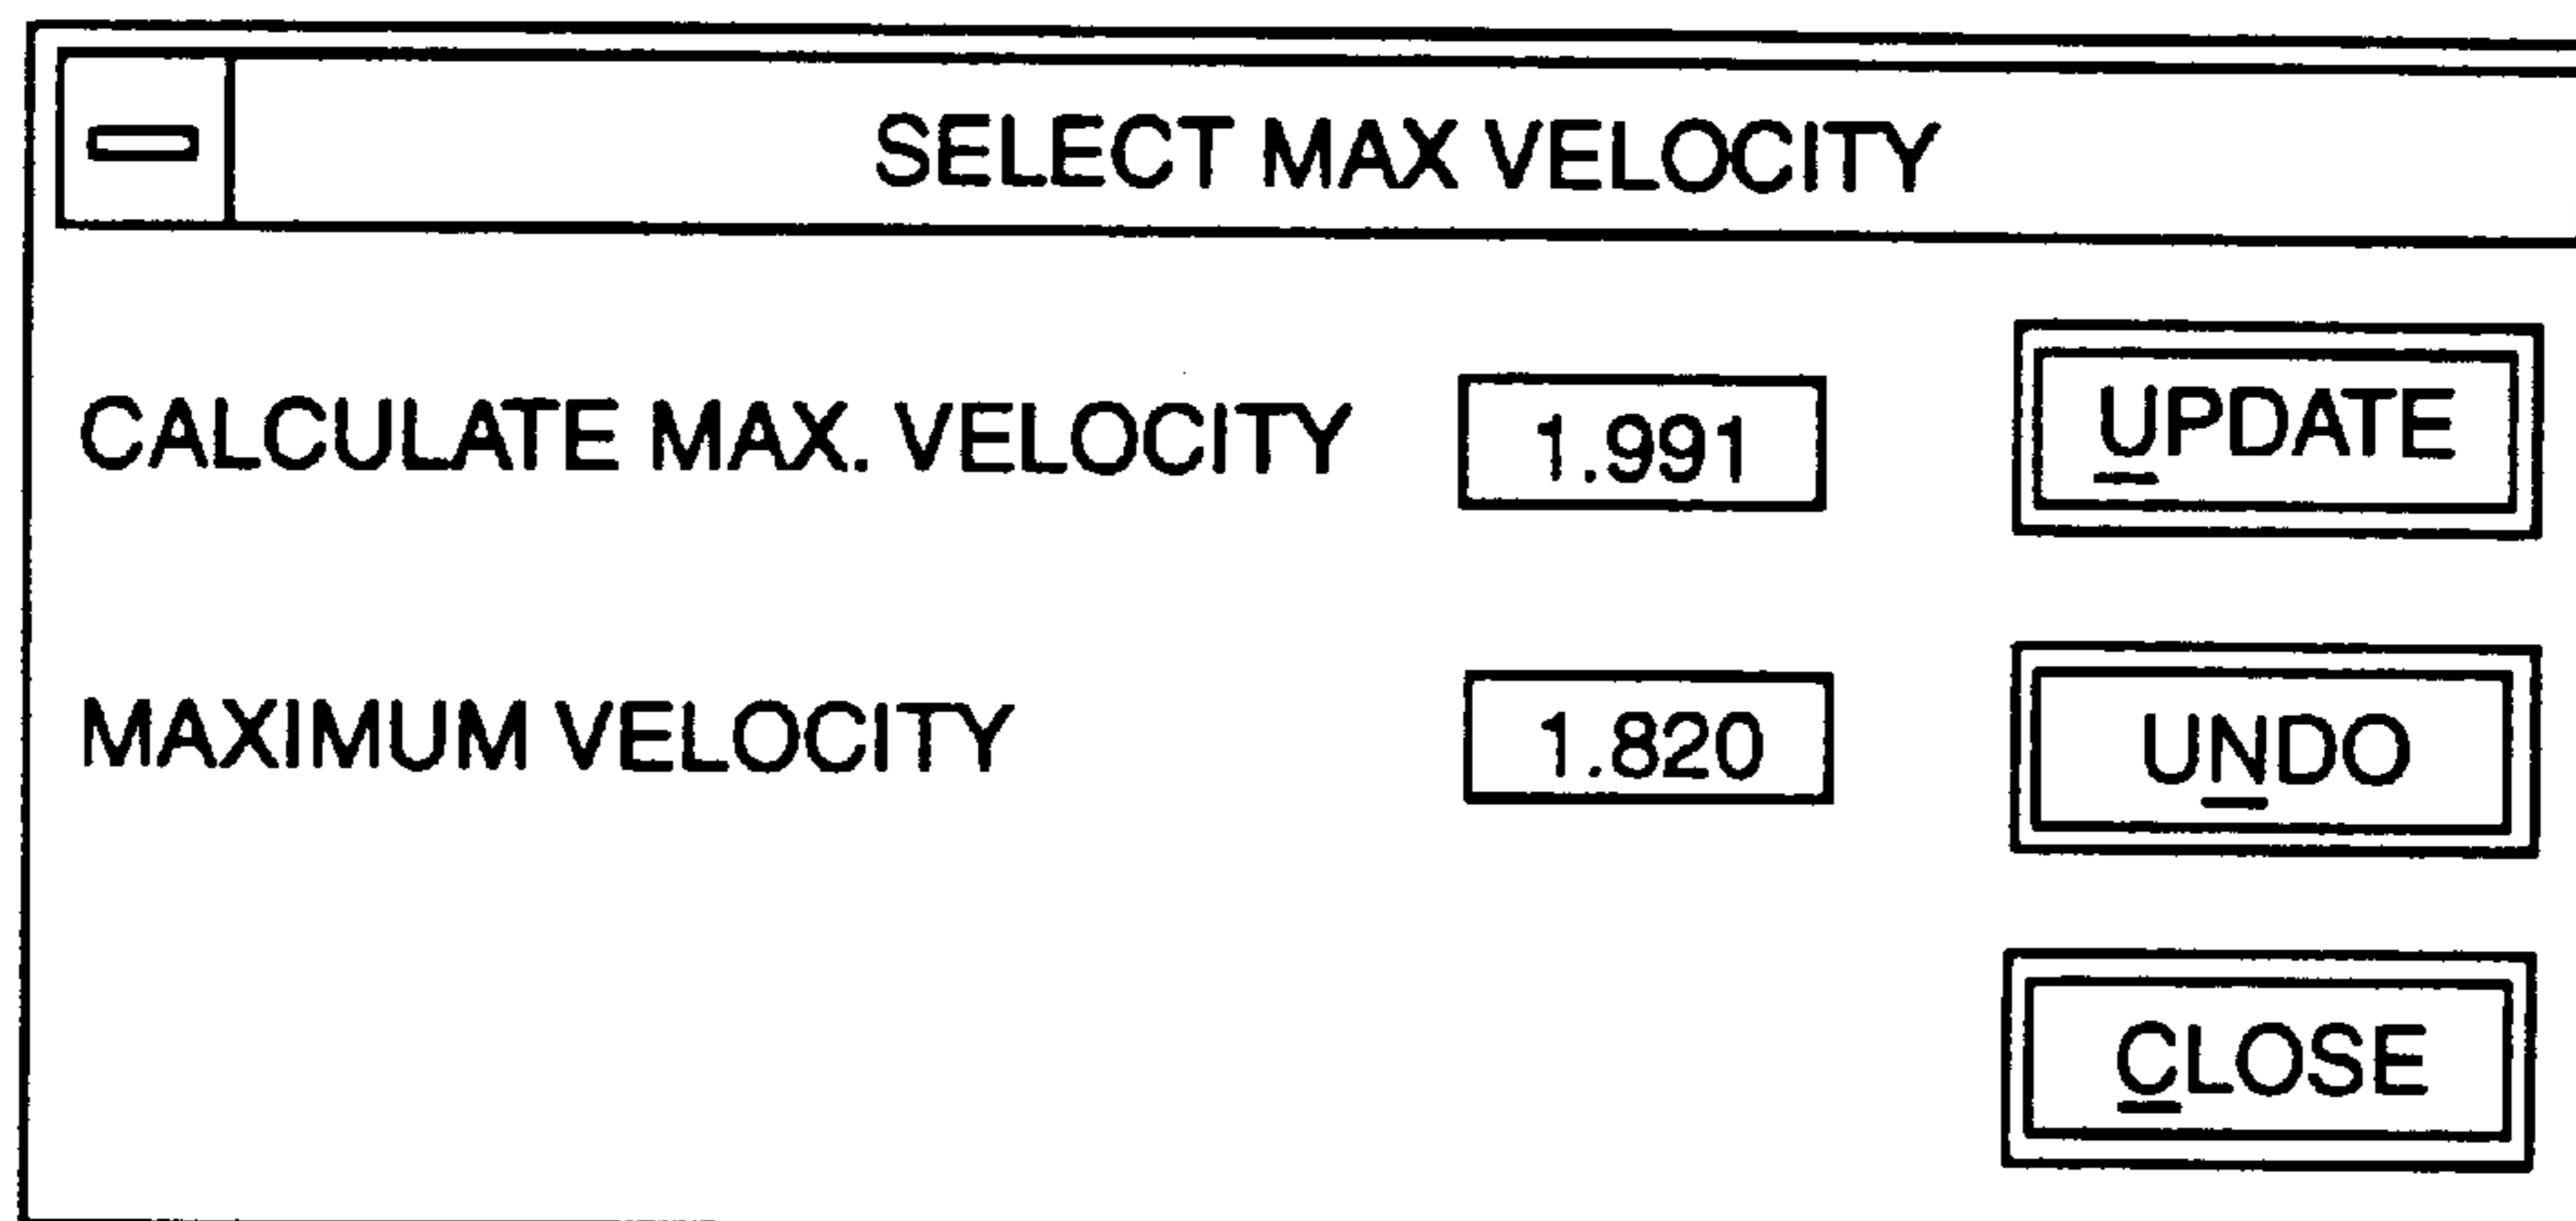 SELECT MAX VELOCITY
CALCULATE MAX. VELOCITY 1.991 UPDATE
MAXIMUM VELOCITY 1.820 UNDO
CLOSE